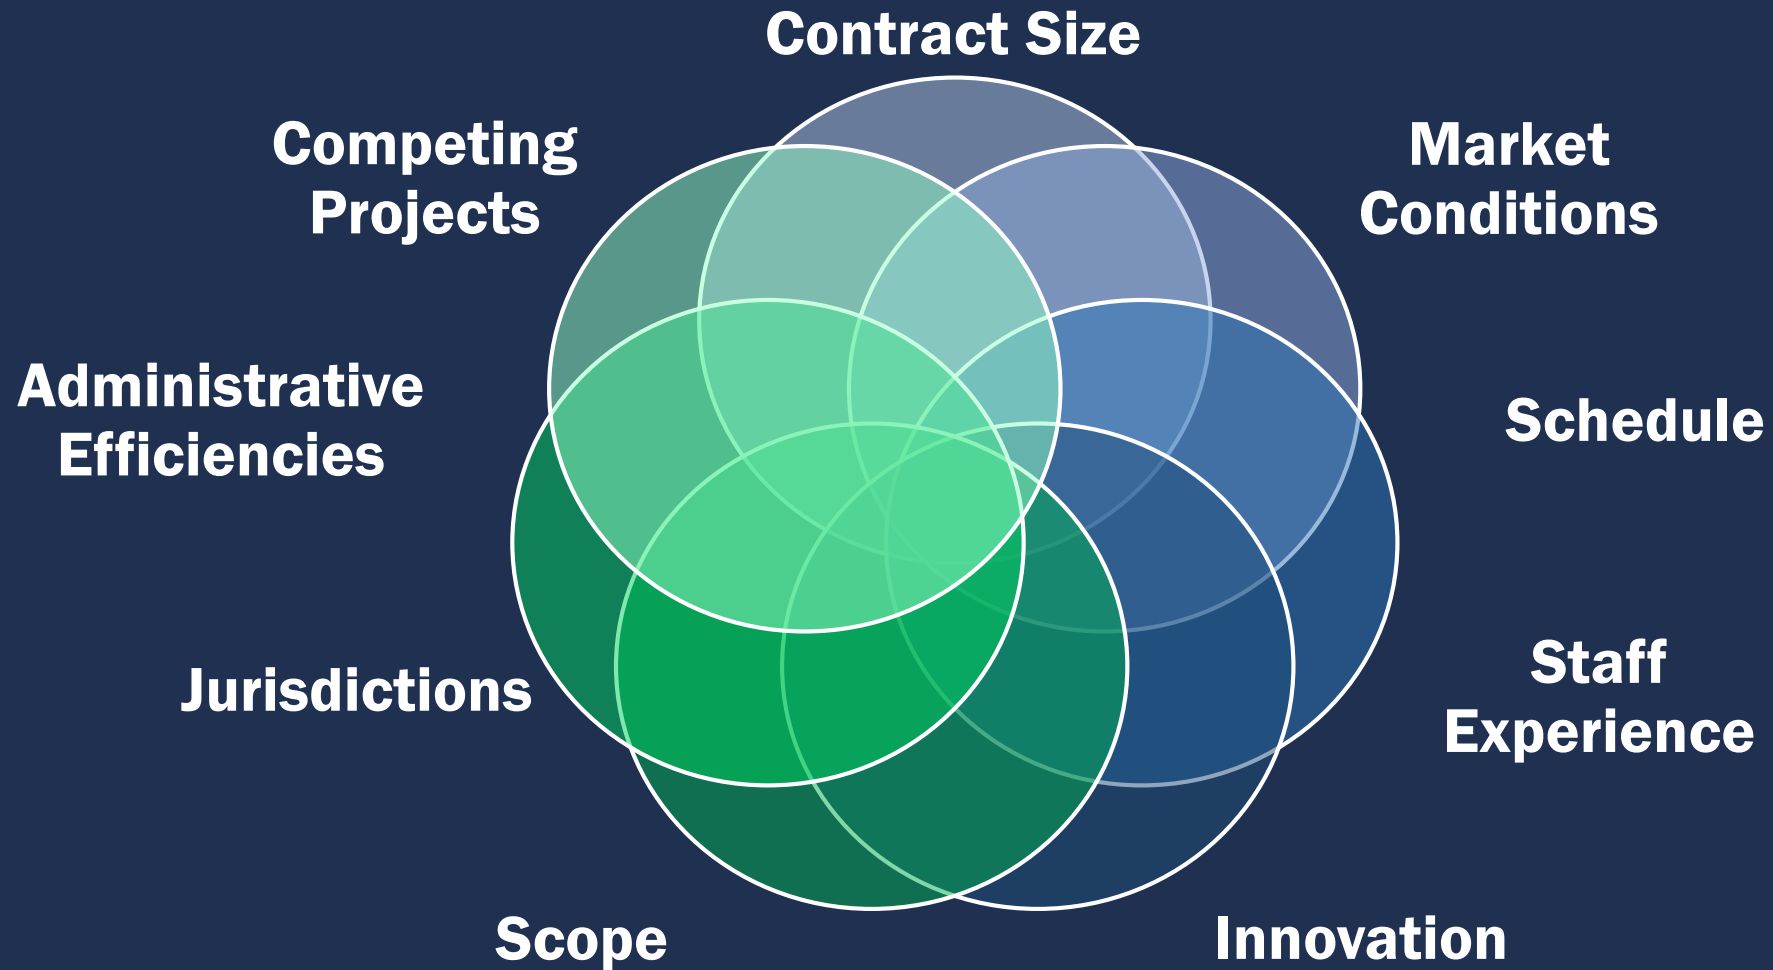 Contract Size
Competing
Projects
Market
Conditions
Administrative
Efficiencies
Schedule
Jurisdictions
Staff
Experience
Scope
Innovation